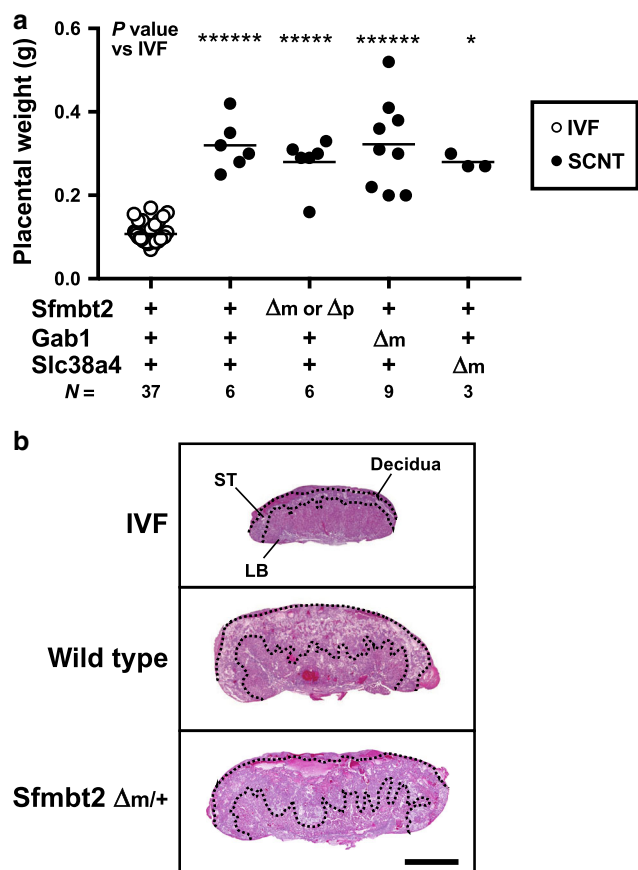 a
P value
vs IVF
****** ***** ****** *
Placental weight (g)
0.6
0.4
0.2
0.0
IVF
SCNT
Sfmbt2 + + Δm or Δp + +
Gab1 + + + Δm +
Slc38a4 + + + + Δm
N = 37 6 6 9 3
b
IVF
ST
Decidua
LB
Wild type
Sfmbt2 Δm/+